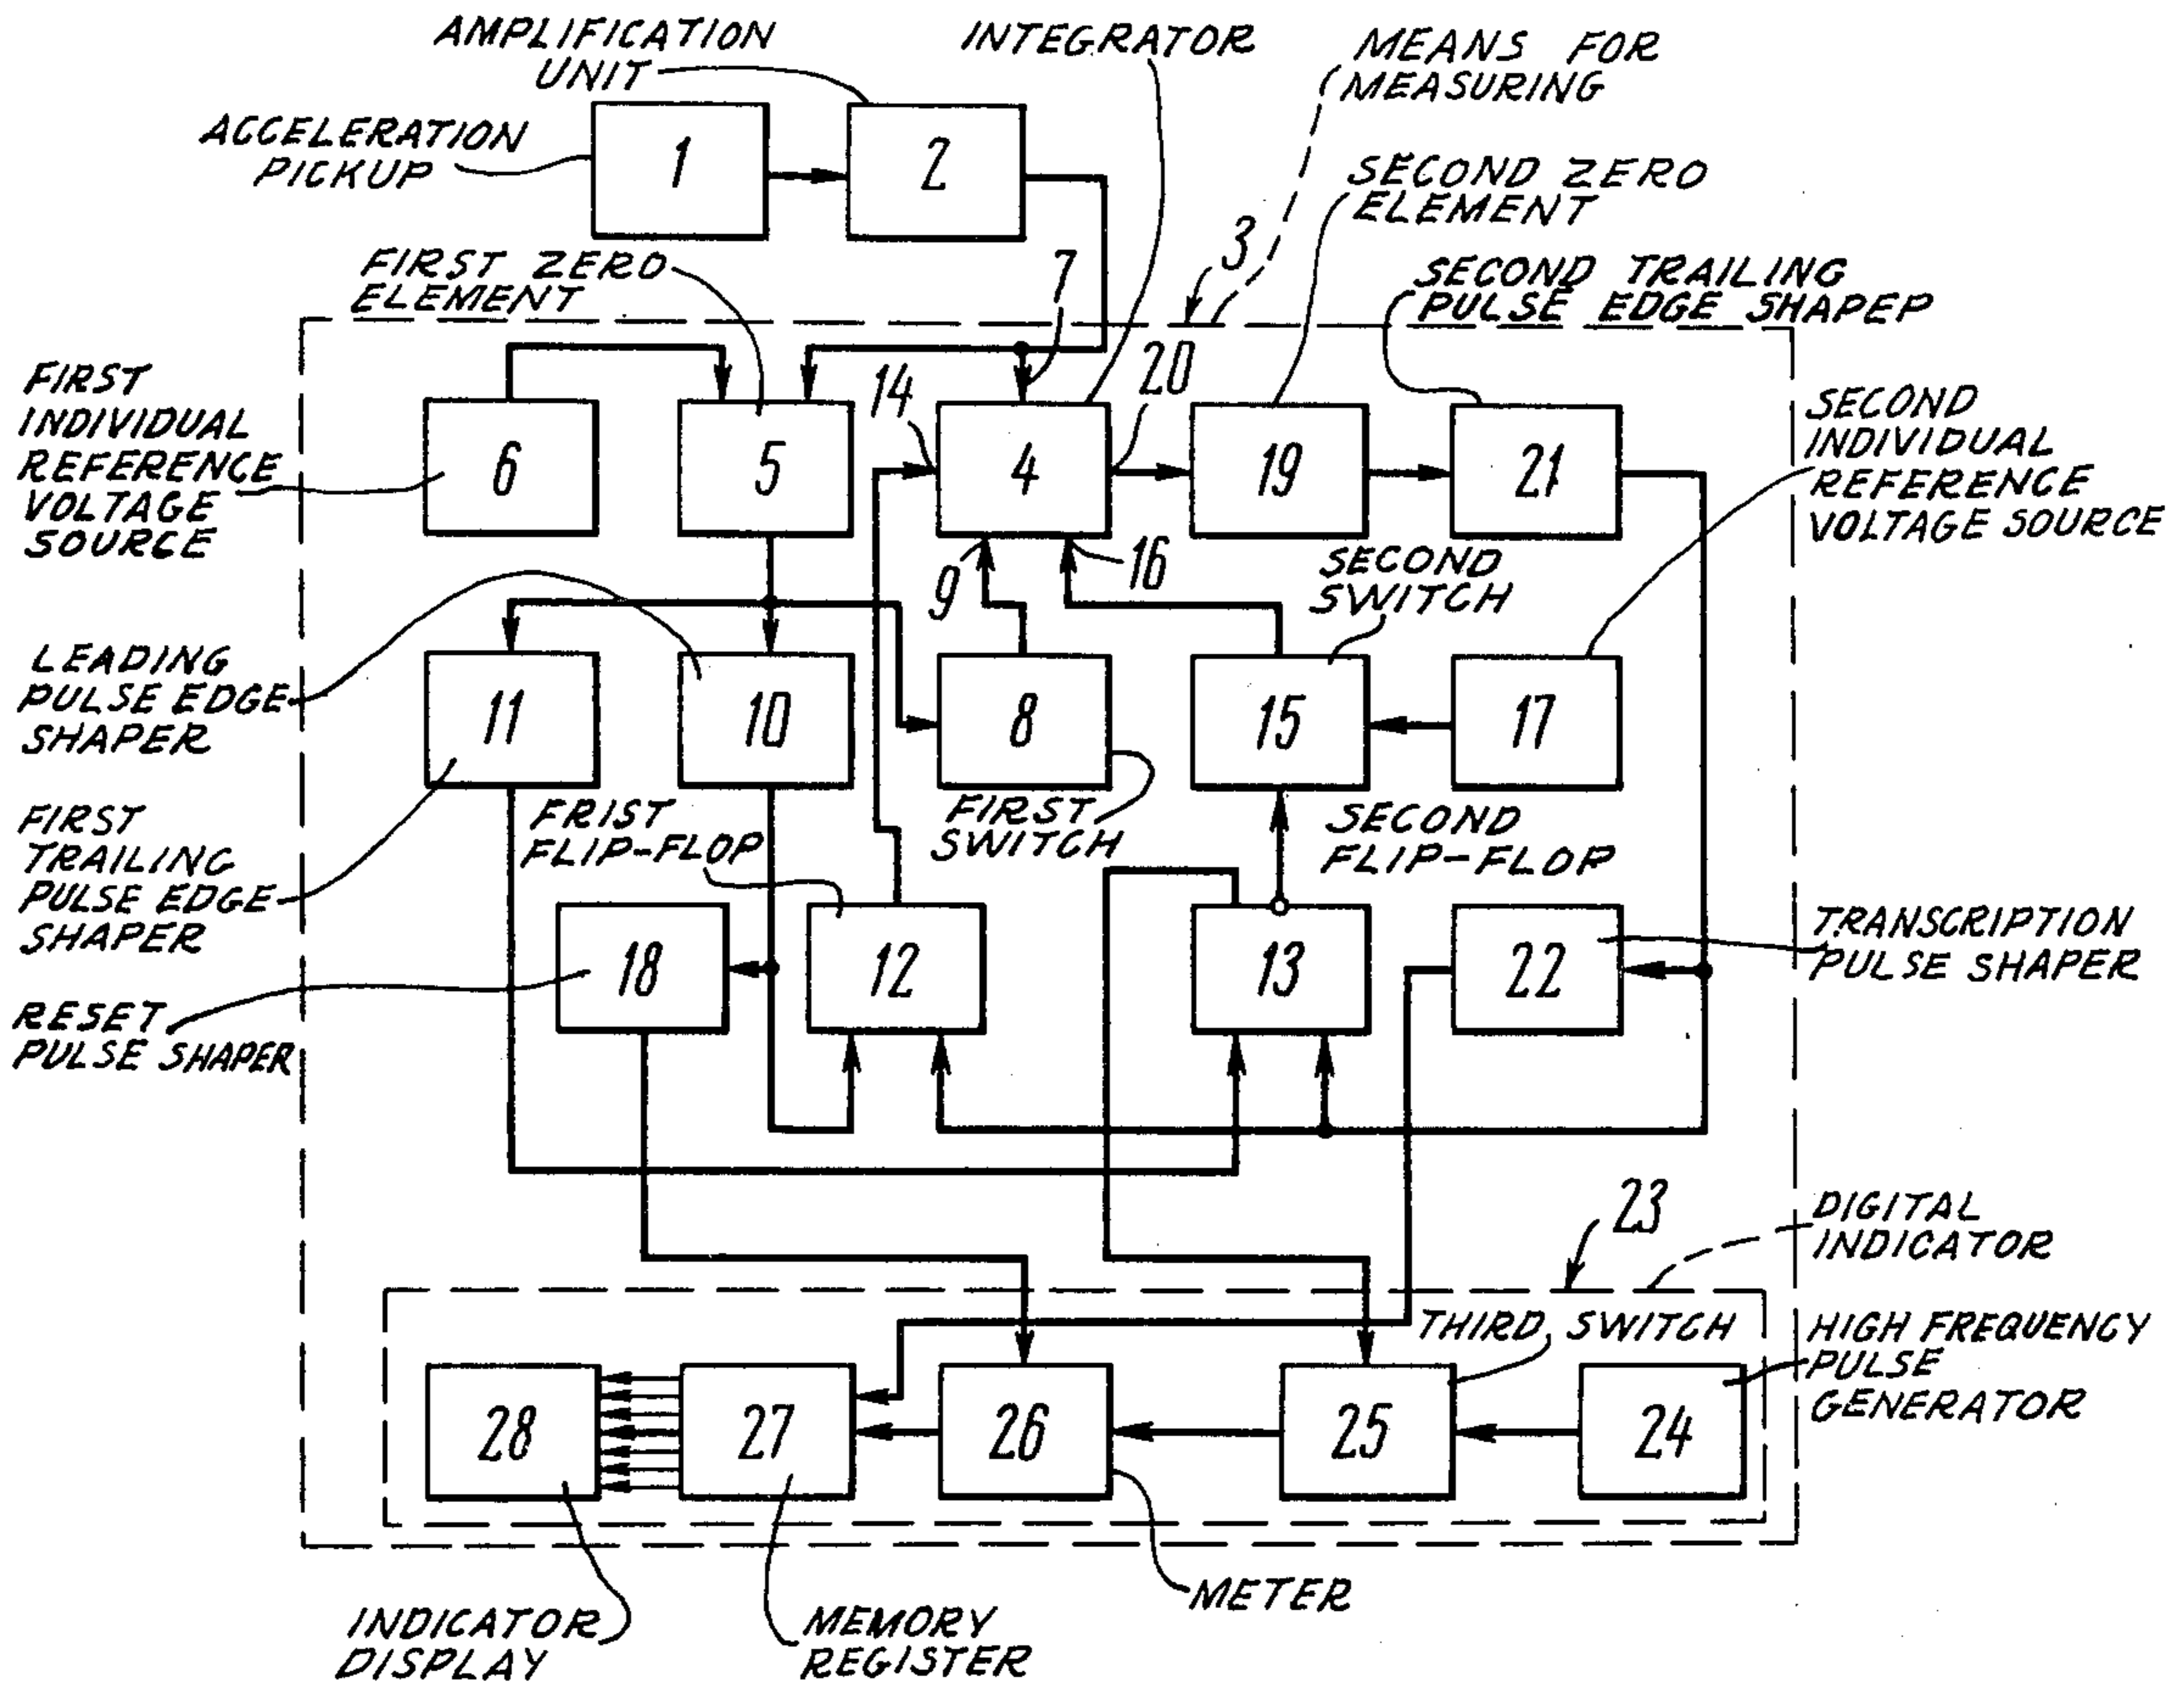 AMPLIFICATION
UNIT
INTEGRATOR
MEANS FOR
MEASURING
ACCELERATION
PICKUP
1
2
SECOND ZERO
ELEMENT
3
7
FIRST ZERO
ELEMENT
SECOND TRAILING
PULSE EDGE SHAPEP
FIRST
INDIVIDUAL
REFERENCE
VOLTAGE
SOURCE
14
20
SECOND
INDIVIDUAL
REFERENCE
VOLTAGE SOURCE
6
5
4
19
21
9
16
SECOND
SWITCH
LEADING
PULSE EDGE
SHAPER
11
10
8
15
17
FIRST
TRAILING
PULSE EDGE
SHAPER
FRIST
FLIP-FLOP
FIRST
SWITCH
SECOND
FLIP-FLOP
18
12
13
22
TRANSCRIPTION
PULSE SHAPER
RESET
PULSE SHAPER
23
DIGITAL
INDICATOR
THIRD SWITCH
HIGH FREQUENCY
PULSE
GENERATOR
28
27
26
25
24
METER
INDICATOR
DISPLAY
MEMORY
REGISTER